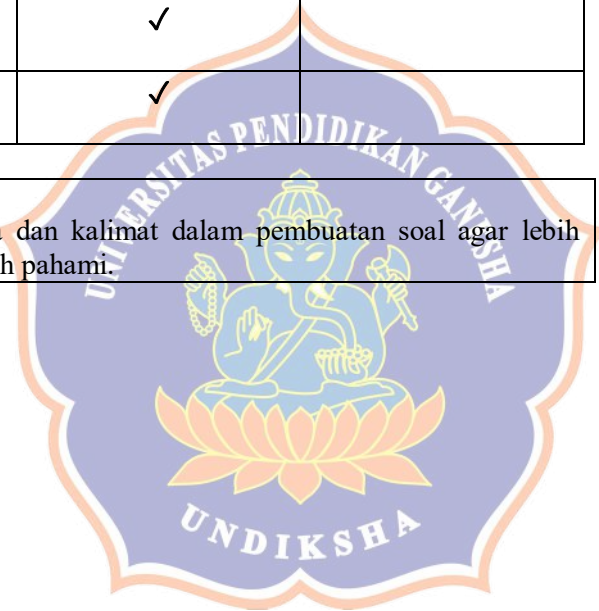 ✓
✓
dan kalimat dalam pembuatan soal agar lebih
pahami.
UNIVERSITAS PENDIDIKAN GANESHA
UNDIKSHA